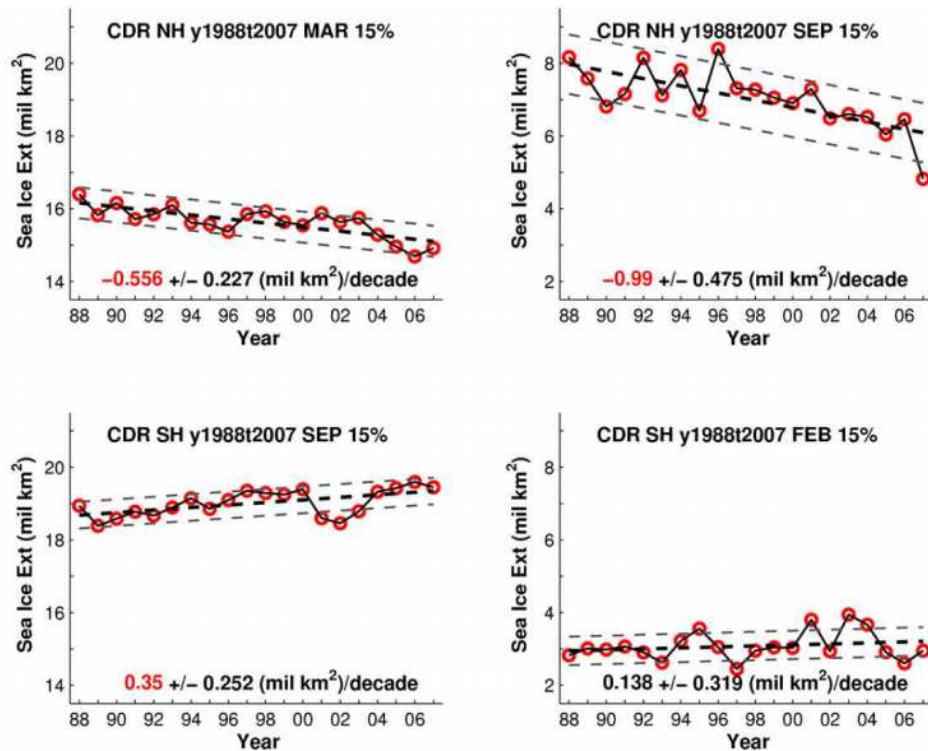 CDR NH y1988t2007 MAR 15%
Sea Ice Ext (mil km²)
20
18
16
14
−0.556 +/− 0.227 (mil km²)/decade
88 90 92 94 96 98 00 02 04 06
Year
CDR NH y1988t2007 SEP 15%
Sea Ice Ext (mil km²)
8
6
4
2
−0.99 +/− 0.475 (mil km²)/decade
88 90 92 94 96 98 00 02 04 06
Year
CDR SH y1988t2007 SEP 15%
Sea Ice Ext (mil km²)
20
18
16
14
0.35 +/− 0.252 (mil km²)/decade
88 90 92 94 96 98 00 02 04 06
Year
CDR SH y1988t2007 FEB 15%
Sea Ice Ext (mil km²)
8
6
4
2
0.138 +/− 0.319 (mil km²)/decade
88 90 92 94 96 98 00 02 04 06
Year